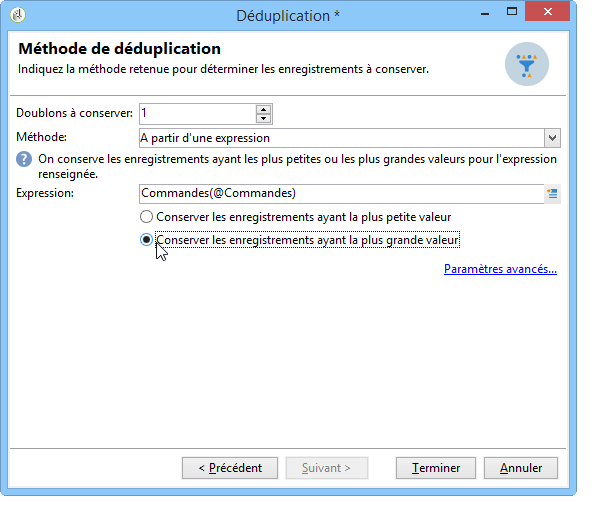 Déduplication *
Méthode de déduplication
Indiquez la méthode retenue pour déterminer les enregistrements à conserver.
Doublons à conserver: 1
Méthode: A partir d'une expression
On conserve les enregistrements ayant les plus petites ou les plus grandes valeurs pour l'expression
renseignée.
Expression: Commandes(@Commandes)
Conserver les enregistrements ayant la plus petite valeur
Conserver les enregistrements ayant la plus grande valeur
Paramètres avancés...
< Précédent Suivant > Terminer Annuler